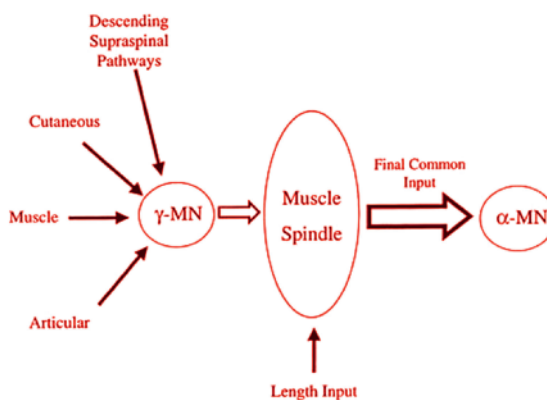 Descending
Supraspinal
Pathways
Cutaneous
Muscle
Articular
γ-MN
Muscle
Spindle
Length Input
Final Common
Input
α-MN